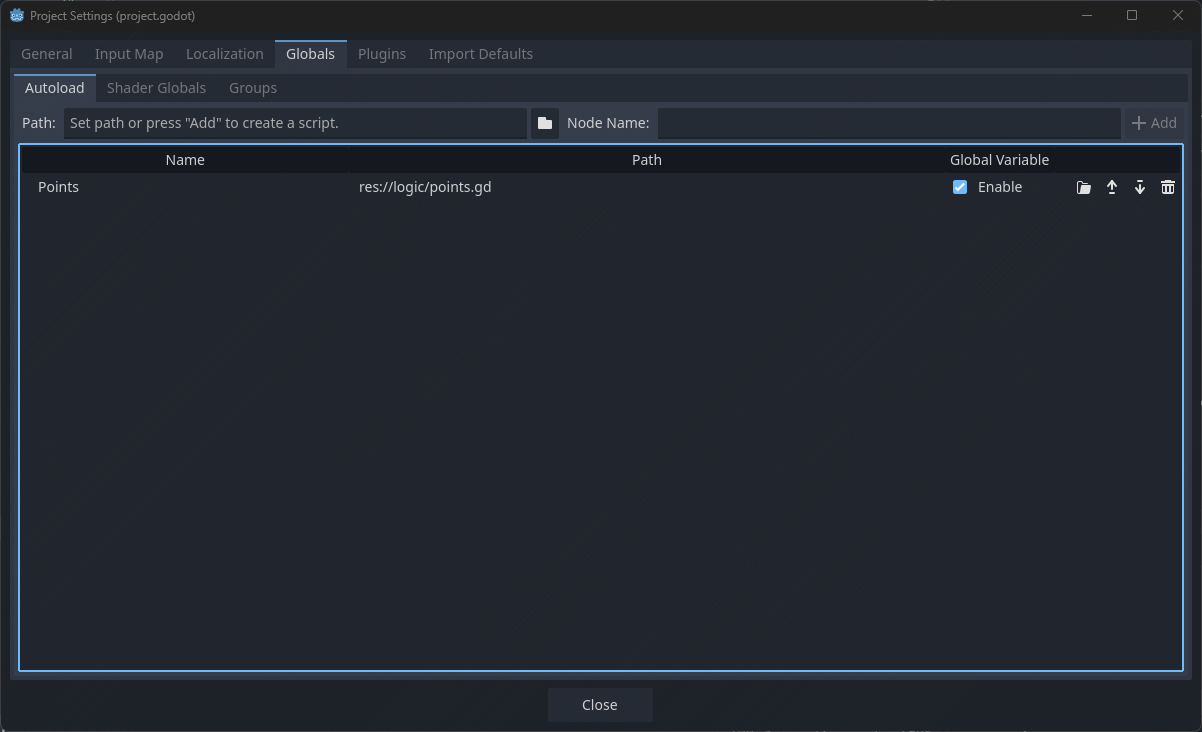 Project Settings (project.godot)
General Input Map Localization Globals Plugins Import Defaults
Autoload Shader Globals Groups
Path: Set path or press "Add" to create a script. Node Name: Add
Name Path Global Variable
Points res://logic/points.gd Enable
Close